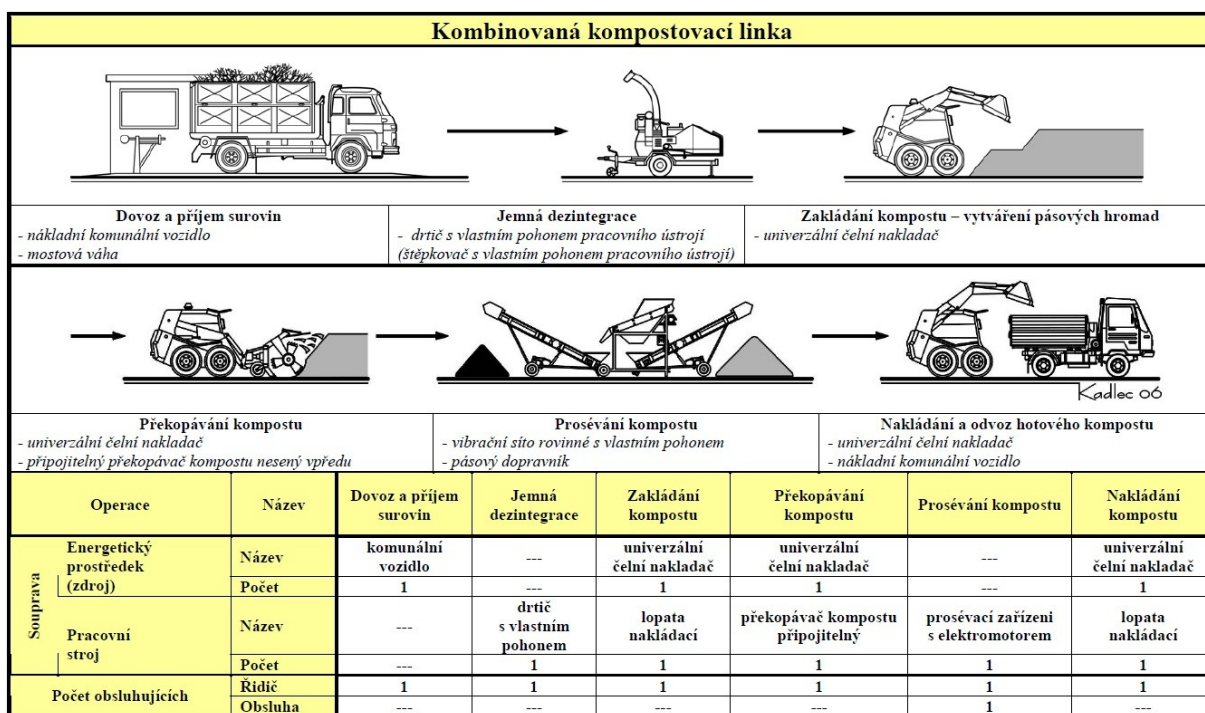 Kombinovaná kompostovací linka
Dovoz a příjem surovin
- nákladní komunální vozidlo
- mostová váha
Jemná dezintegrace
- drtič s vlastním pohonem pracovního ústrojí
(štěpkovač s vlastním pohonem pracovního ústrojí)
Zakládání kompostu – vytváření pásových hromad
- univerzální čelní nakladač
Kadlec 06
Překopávání kompostu
- univerzální čelní nakladač
- připojitelný překopávač kompostu nesený vpředu
Prosévání kompostu
- vibrační síto rovinné s vlastním pohonem
- pásový dopravník
Nakládání a odvoz hotového kompostu
- univerzální čelní nakladač
- nákladní komunální vozidlo
Operace Název Dovoz a příjem surovin Jemná dezintegrace Zakládání kompostu Překopávání kompostu Prosévání kompostu Nakládání kompostu
Souprava
Energetický prostředek (zdroj)
Název komunální vozidlo --- univerzální čelní nakladač univerzální čelní nakladač --- univerzální čelní nakladač
Počet 1 --- 1 1 --- 1
Pracovní stroj
Název --- drtič s vlastním pohonem lopata nakládací překopávač kompostu připojitelný prosévací zařízeni s elektromotorem lopata nakládací
Počet --- 1 1 1 1 1
Počet obsluhujících
Řidič 1 1 1 1 1 1
Obsluha --- --- --- --- 1 ---